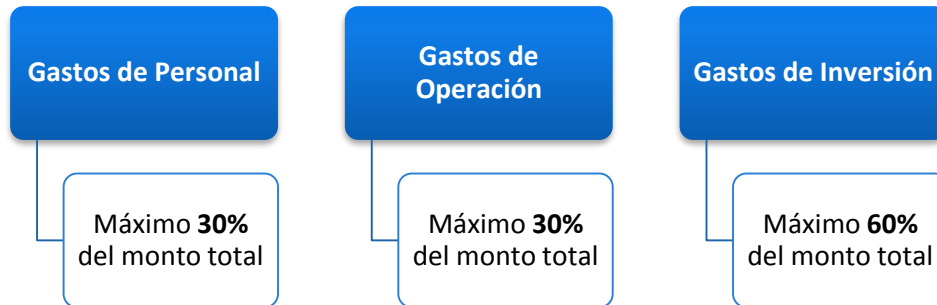 Gastos de Personal
Máximo 30%
del monto total
Gastos de
Operación
Máximo 30%
del monto total
Gastos de Inversión
Máximo 60%
del monto total